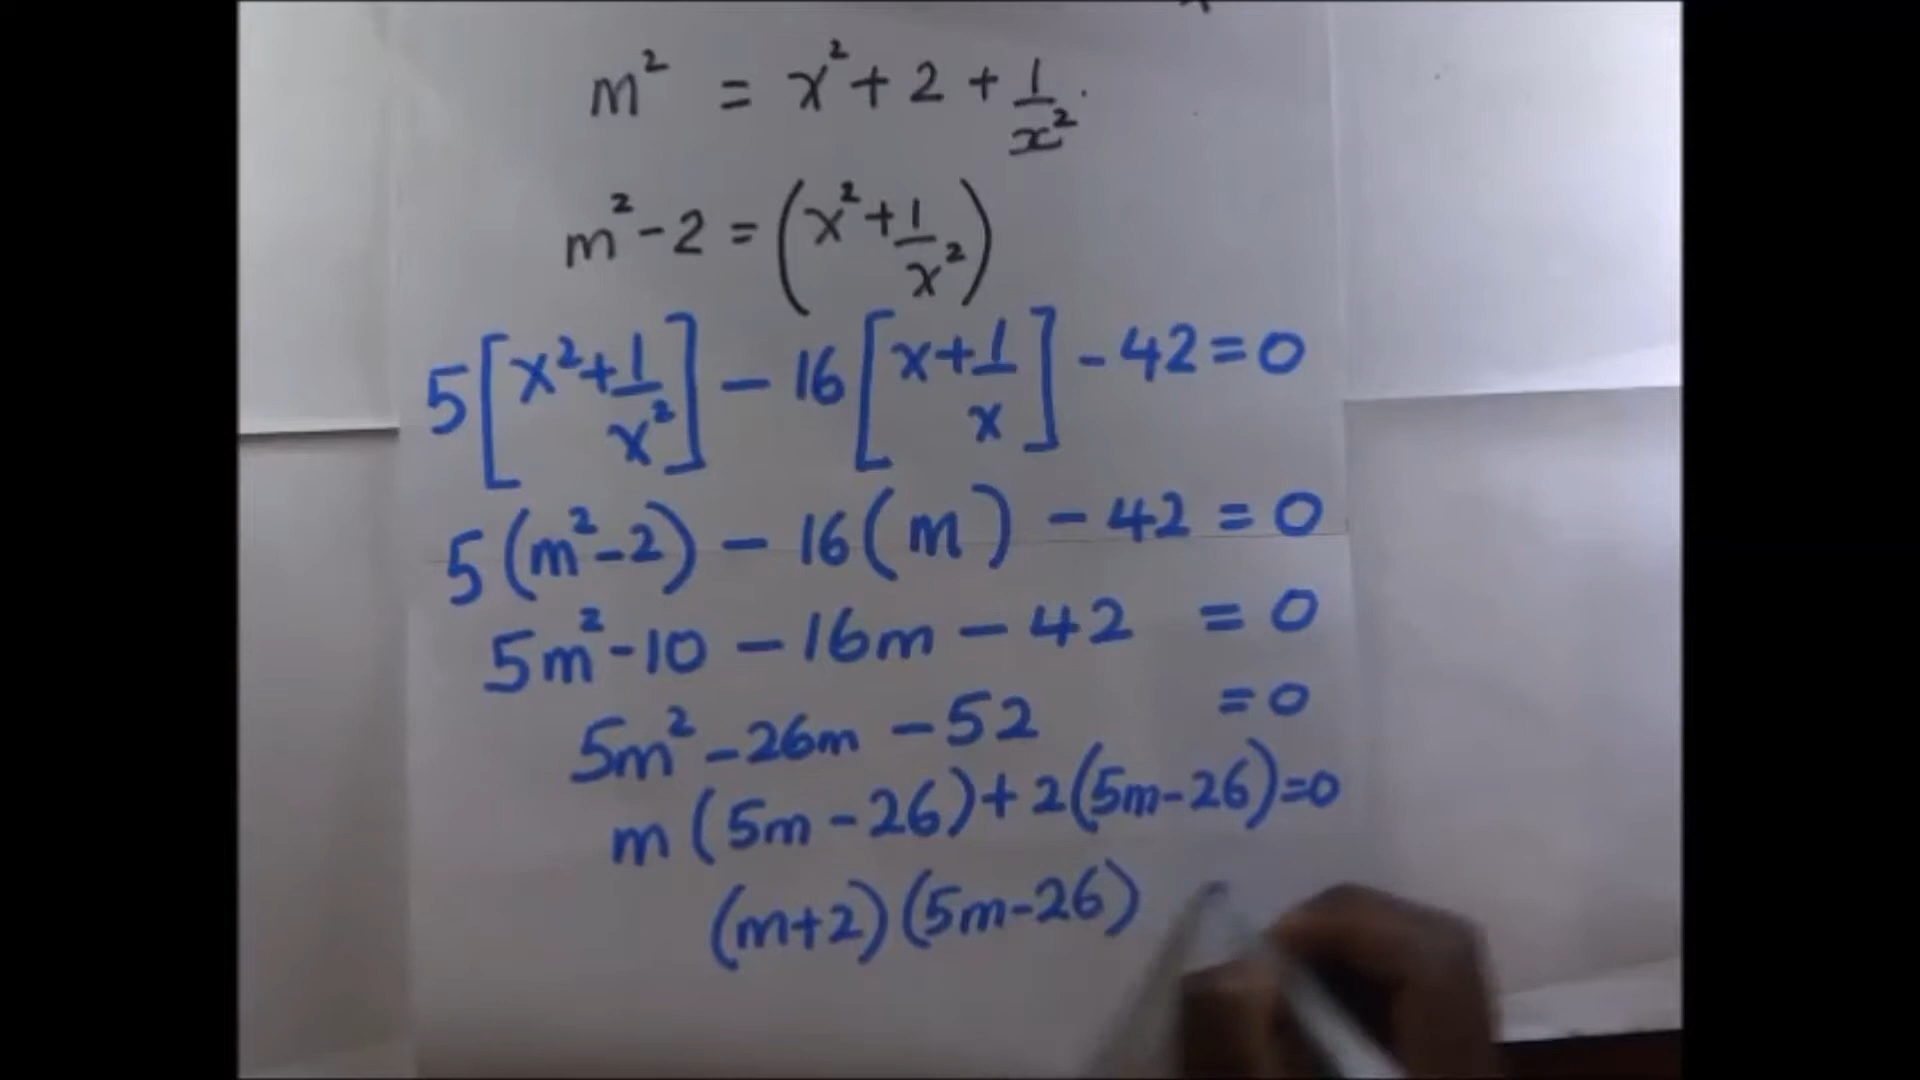 m² = x² + 2 + 1/x².
m² - 2 = (x² + 1/x²)
5[x² + 1/x²] - 16[x + 1/x] - 42 = 0
5(m² - 2) - 16(m) - 42 = 0
5m² - 10 - 16m - 42 = 0
5m² - 26m - 52 = 0
m(5m - 26) + 2(5m - 26) = 0
(m + 2)(5m - 26)